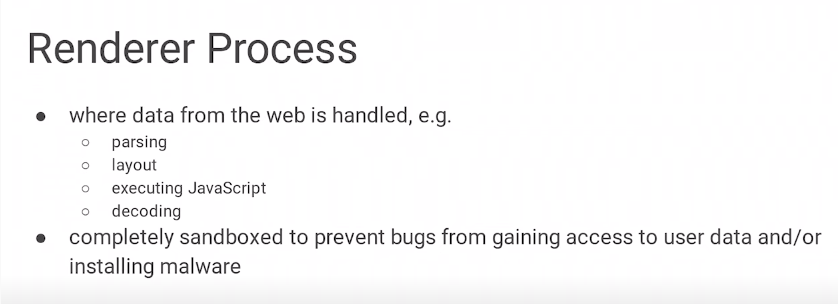 Renderer Process
● where data from the web is handled, e.g.
○ parsing
○ layout
○ executing JavaScript
○ decoding
● completely sandboxed to prevent bugs from gaining access to user data and/or
installing malware